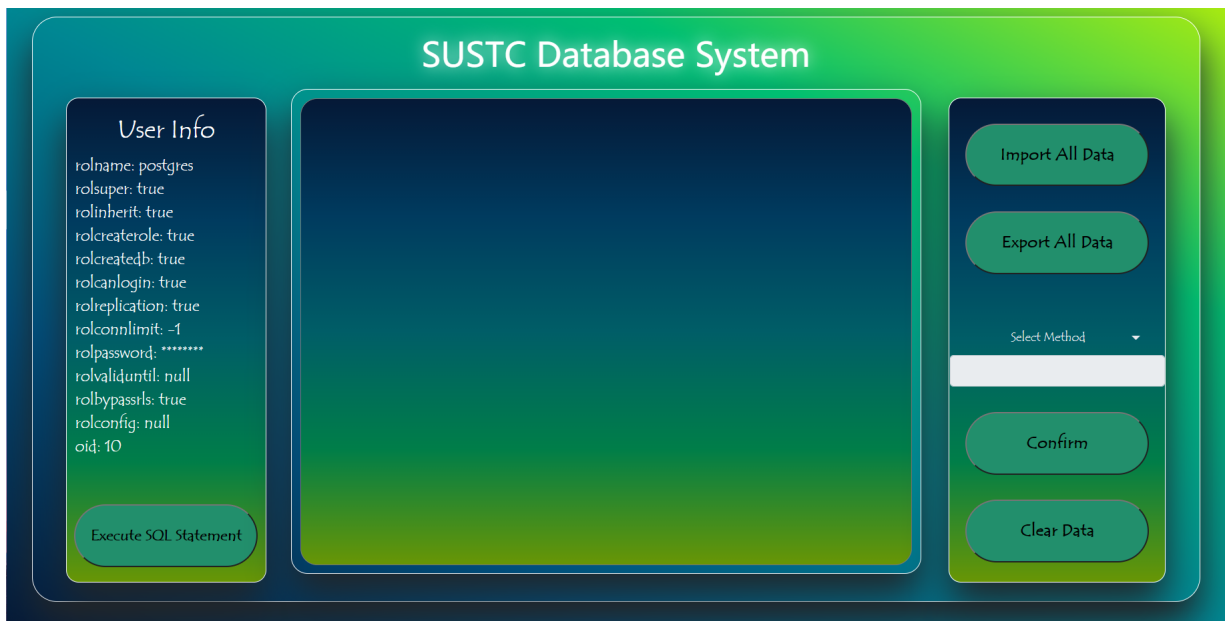 SUSTC Database System
User Info
rolname: postgres
rolsuper: true
rolinherit: true
rolcreaterole: true
rolcreatedb: true
rolcanlogin: true
rolreplication: true
rolconnlimit: -1
rolpassword: ********
rolvaliduntil: null
rolbypassrls: true
rolconfig: null
oid: 10
Execute SQL Statement
Import All Data
Export All Data
Select Method
Confirm
Clear Data